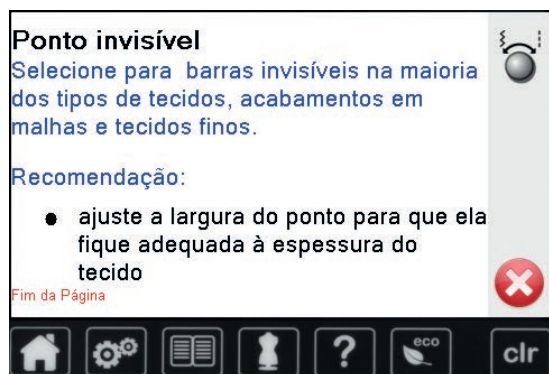 Ponto invisível
Selecione para barras invisíveis na maioria
dos tipos de tecidos, acabamentos em
malhas e tecidos finos.
Recomendação:
● ajuste a largura do ponto para que ela
fique adequada à espessura do
tecido
Fim da Página
?
eco
clr